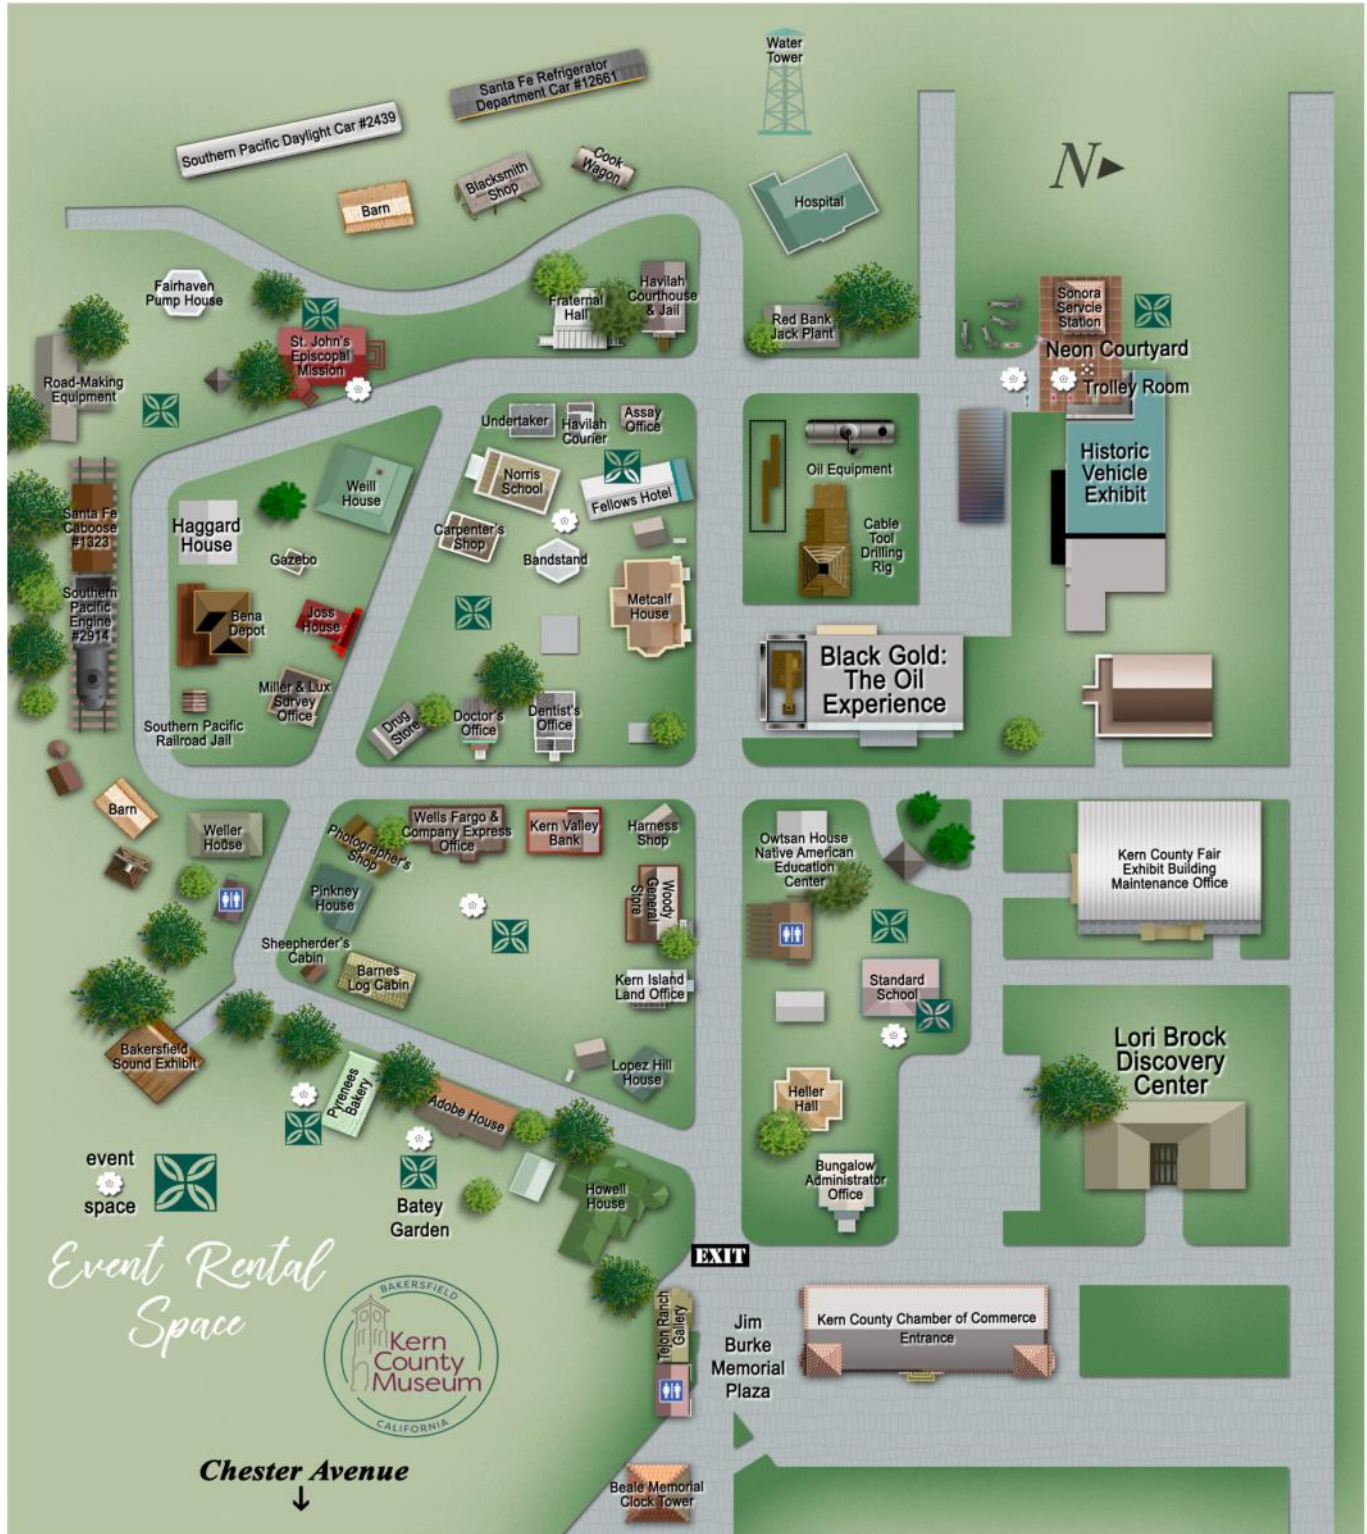 Water
Tower
Santa Fe Refrigerator
Department Car #12661
Southern Pacific Daylight Car #2439
N
Cook
Wagon
Blacksmith
Shop
Barn
Hospital
Fairhaven
Pump House
Fraternal
Hall
Havilah
Courthouse
& Jail
Red Bank
Jack Plant
Sonora
Servcie
Station
Neon Courtyard
Trolley Room
St. John's
Episcopal
Mission
Road-Making
Equipment
Undertaker
Havilah
Courier
Assay
Office
Historic
Vehicle
Exhibit
Oil Equipment
Weill
House
Norris
School
Fellows Hotel
Haggard
House
Santa Fe
Caboose
#1323
Carpenter's
Shop
Cable
Tool
Drilling
Rig
Gazebo
Bandstand
Southern
Pacific
Engine
#2914
Bena
Depot
Joss
House
Metcalf
House
Black Gold:
The Oil
Experience
Miller & Lux
Survey
Office
Southern Pacific
Railroad Jail
Drug
Store
Doctor's
Office
Dentist's
Office
Barn
Weller
House
Photographer's
Shop
Wells Fargo &
Company Express
Office
Kern Valley
Bank
Harness
Shop
Owtsan House
Native American
Education
Center
Kern County Fair
Exhibit Building
Maintenance Office
Pinkney
House
Woody
General
Store
Sheepherder's
Cabin
Barnes
Log Cabin
Kern Island
Land Office
Standard
School
Bakersfield
Sound Exhibit
Lopez Hill
House
Lori Brock
Discovery
Center
Pyrenees
Bakery
Adobe House
Heller
Hall
event
space
Batey
Garden
Howell
House
Bungalow
Administrator
Office
Event Rental
Space
EXIT
BAKERSFIELD
Kern
County
Museum
CALIFORNIA
Tejon Ranch
Gallery
Jim
Burke
Memorial
Plaza
Kern County Chamber of Commerce
Entrance
Chester Avenue
Beale Memorial
Clock Tower